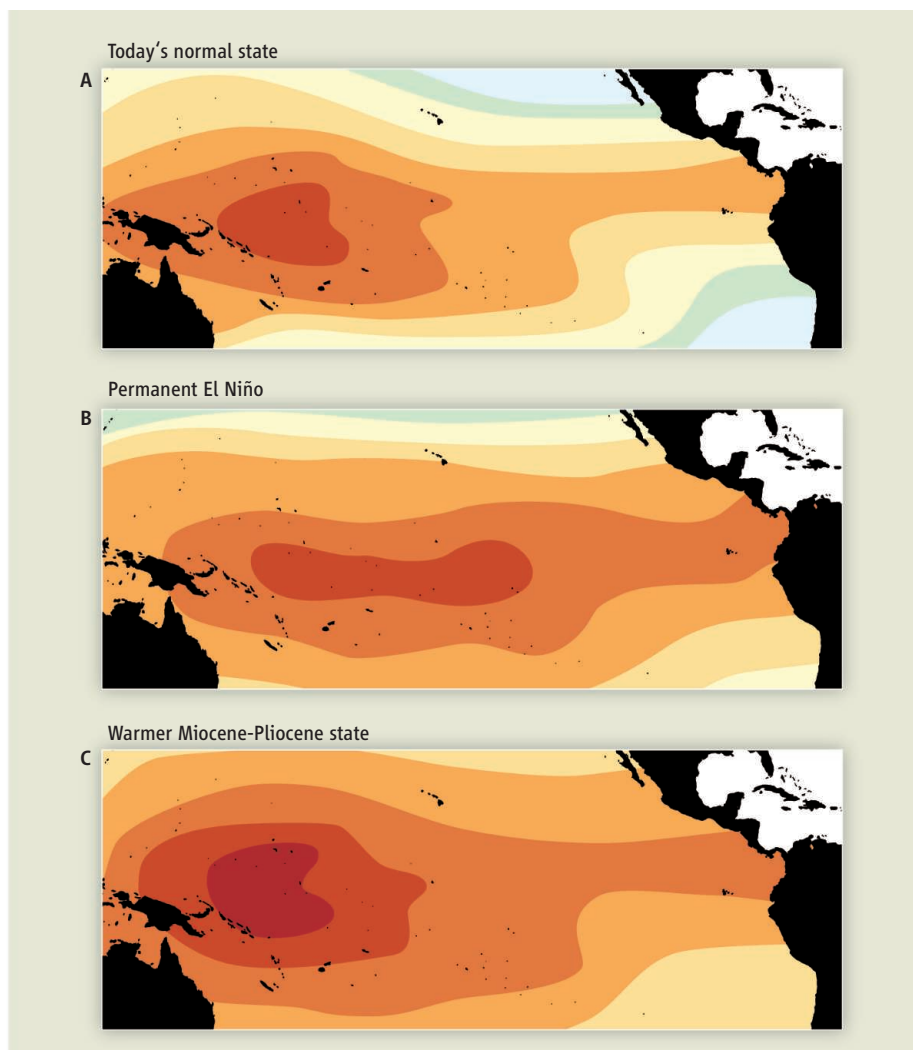 Today's normal state
A
Permanent El Niño
B
Warmer Miocene-Pliocene state
C